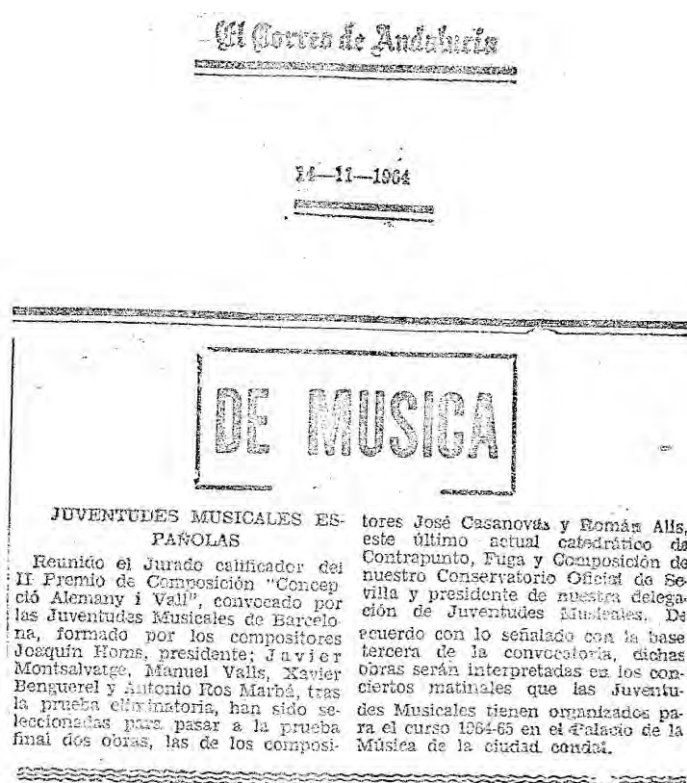 El Correo de Andalucía
14—11—1964
DE MUSICA
JUVENTUDES MUSICALES ES-
PAÑOLAS
Reunido el Jurado calificador del
II Premio de Composición "Concep
ció Alemany i Vall", convocado por
las Juventudes Musicales de Barcelo
na, formado por los compositores
Joaquín Homs, presidente; Javier
Montsalvatge, Manuel Valls, Xavier
Benguerel y Antonio Ros Marbá, tras
la prueba eliminatoria, han sido se-
leccionadas para pasar a la prueba
final dos obras, las de los composi-
tores José Casanovas y Román Alís,
este último actual catedrático de
Contrapunto, Fuga y Composición de
nuestro Conservatorio Oficial de Se-
villa y presidente de nuestra delega-
ción de Juventudes Musicales. De
acuerdo con lo señalado con la base
tercera de la convocatoria, dichas
obras serán interpretadas en los con-
ciertos matinales que las Juventu-
des Musicales tienen organizados pa-
ra el curso 1964-65 en el Palacio de la
Música de la ciudad condal.